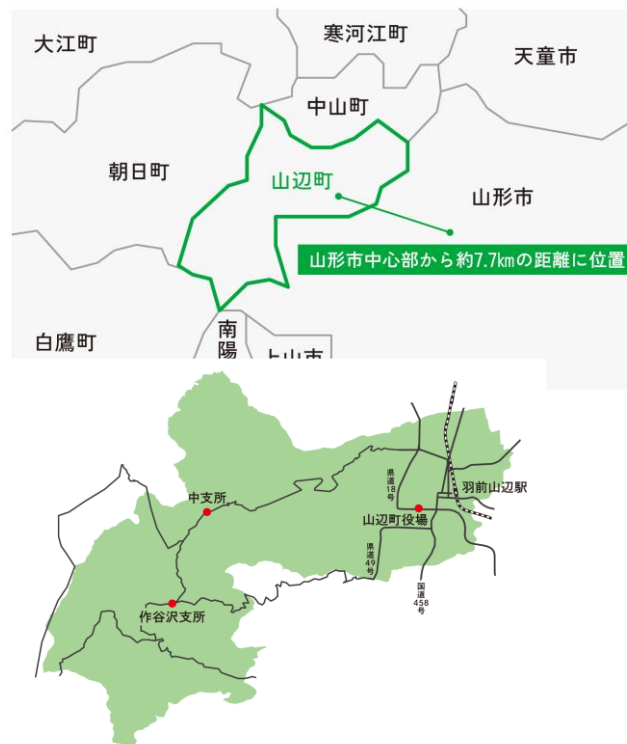 大江町
寒河江町
天童市
中山町
朝日町
山辺町
山形市
山形市中心部から約7.7㎞の距離に位置
白鷹町
南陽
上山市
中支所
県道18号
羽前山辺駅
山辺町役場
県道49号
国道458号
作谷沢支所